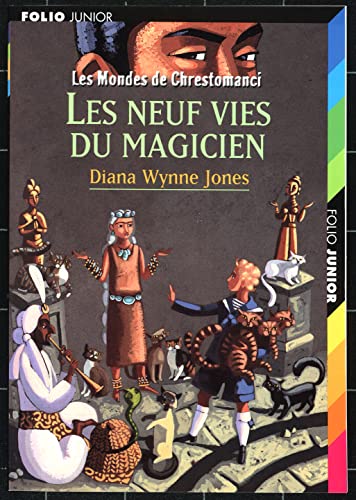 FOLIO JUNIOR
Les Mondes de Chrestomanci
LES NEUF VIES
DU MAGICIEN
Diana Wynne Jones
FOLIO JUNIOR